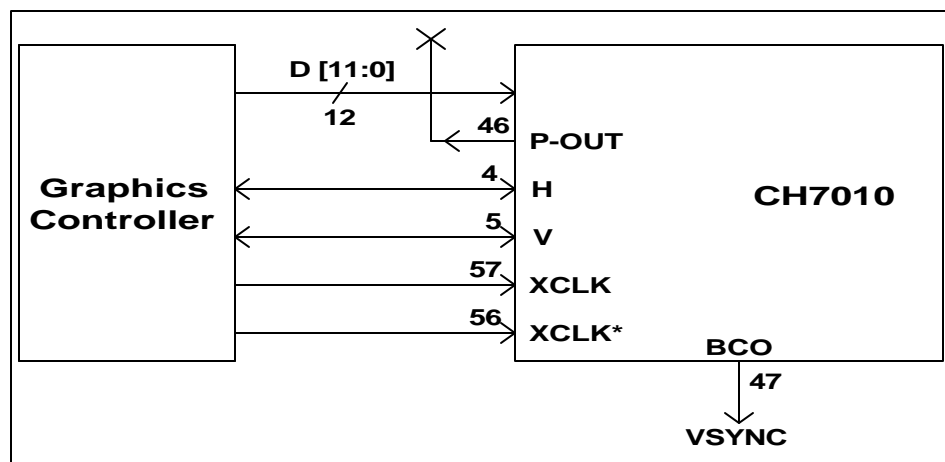 D [11:0]
12
46
P-OUT
Graphics
Controller
4
H
CH7010
5
V
57
XCLK
56
XCLK*
BCO
47
VSYNC